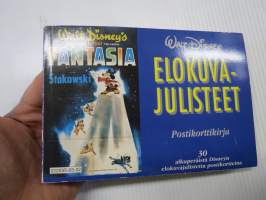 Walt Disney's
FANTASIA
Stokowski
WALT DISNEY
ELOKUVA-
JULISTEET
Postikorttikirja
30
alkuperäistä Disneyn
elokuvajulistetta postikortteina